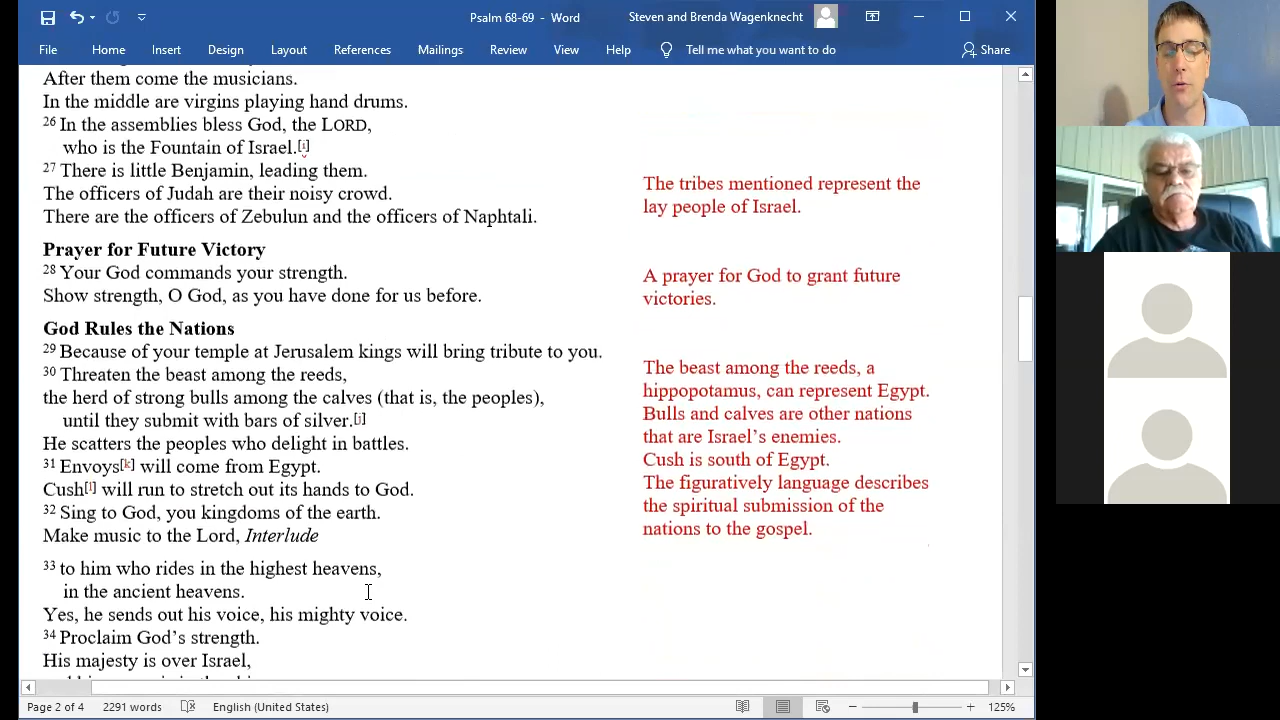 Psalm 68-69 - Word
Steven and Brenda Wagenknecht
File Home Insert Design Layout References Mailings Review View Help Tell me what you want to do Share
After them come the musicians.
In the middle are virgins playing hand drums.
26 In the assemblies bless God, the LORD,
who is the Fountain of Israel.[i]
27 There is little Benjamin, leading them.
The officers of Judah are their noisy crowd.
There are the officers of Zebulun and the officers of Naphtali.
Prayer for Future Victory
28 Your God commands your strength.
Show strength, O God, as you have done for us before.
God Rules the Nations
29 Because of your temple at Jerusalem kings will bring tribute to you.
30 Threaten the beast among the reeds,
the herd of strong bulls among the calves (that is, the peoples),
until they submit with bars of silver.[j]
He scatters the peoples who delight in battles.
31 Envoys[k] will come from Egypt.
Cush[l] will run to stretch out its hands to God.
32 Sing to God, you kingdoms of the earth.
Make music to the Lord, Interlude
33 to him who rides in the highest heavens,
in the ancient heavens.
Yes, he sends out his voice, his mighty voice.
34 Proclaim God's strength.
His majesty is over Israel,
The tribes mentioned represent the
lay people of Israel.
A prayer for God to grant future
victories.
The beast among the reeds, a
hippopotamus, can represent Egypt.
Bulls and calves are other nations
that are Israel's enemies.
Cush is south of Egypt.
The figuratively language describes
the spiritual submission of the
nations to the gospel.
Page 2 of 4 2291 words English (United States) 125%